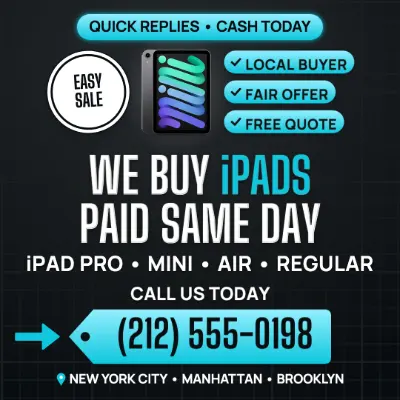 QUICK REPLIES • CASH TODAY
EASY
SALE
LOCAL BUYER
FAIR OFFER
FREE QUOTE
WE BUY iPADS
PAID SAME DAY
iPAD PRO • MINI • AIR • REGULAR
CALL US TODAY
(212) 555-0198
NEW YORK CITY • MANHATTAN • BROOKLYN